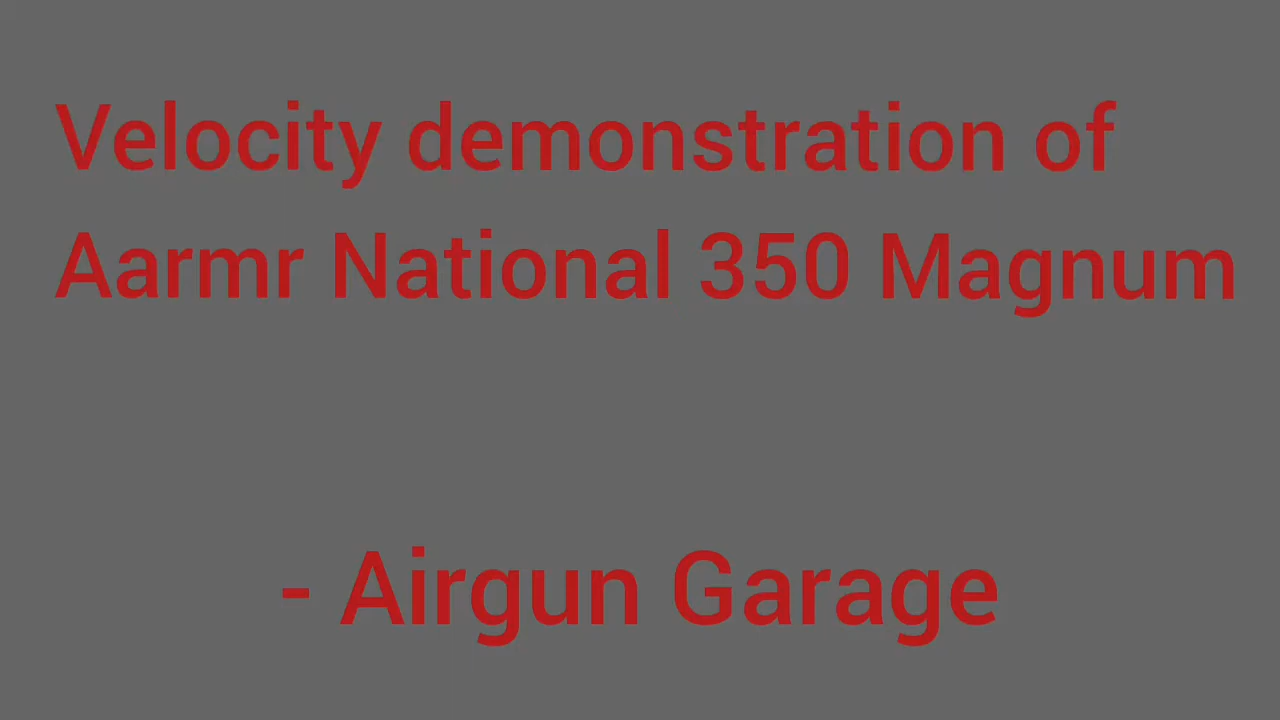 Velocity demonstration of
Aarmr National 350 Magnum
- Airgun Garage